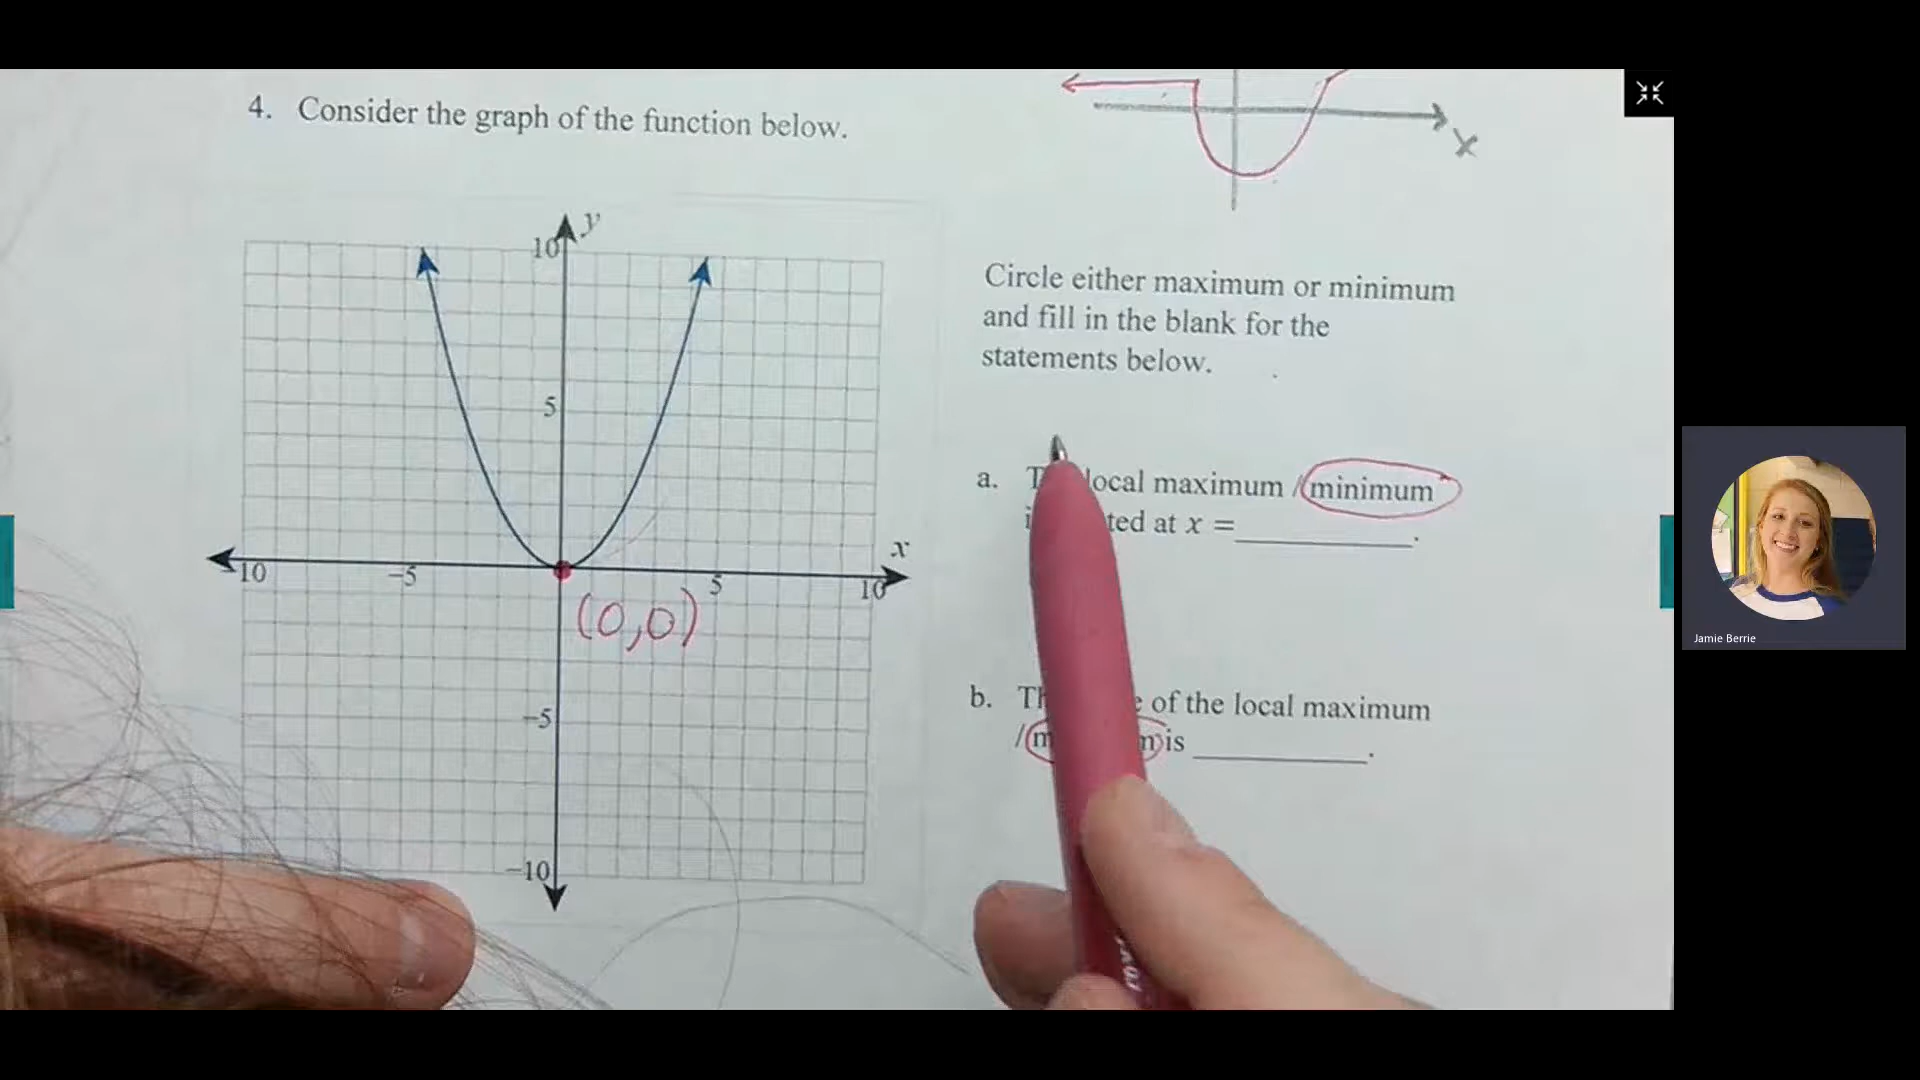 4. Consider the graph of the function below.
x
y
10
5
-10
-5
5
10
x
(0,0)
-5
-10
Circle either maximum or minimum
and fill in the blank for the
statements below.
a. local maximum / minimum
at x = ________.
b. of the local maximum
/ is ________.
Jamie Berrie